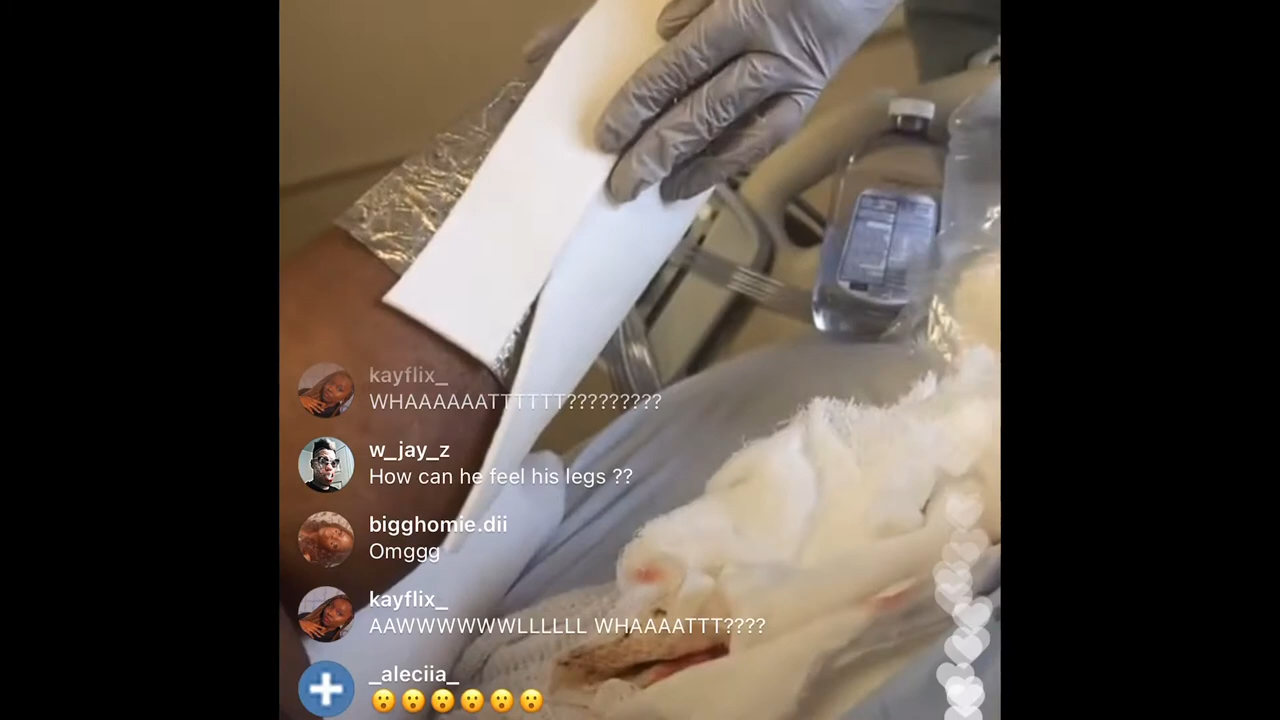 kayflix_
WHAAAAAATTTTTT?????????
w_jay_z
How can he feel his legs ??
bigghomie.dii
Omggg
kayflix_
AAWWWWWWLLLLLL WHAAAATTT????
_aleciia_
😮😮😮😮😮😮